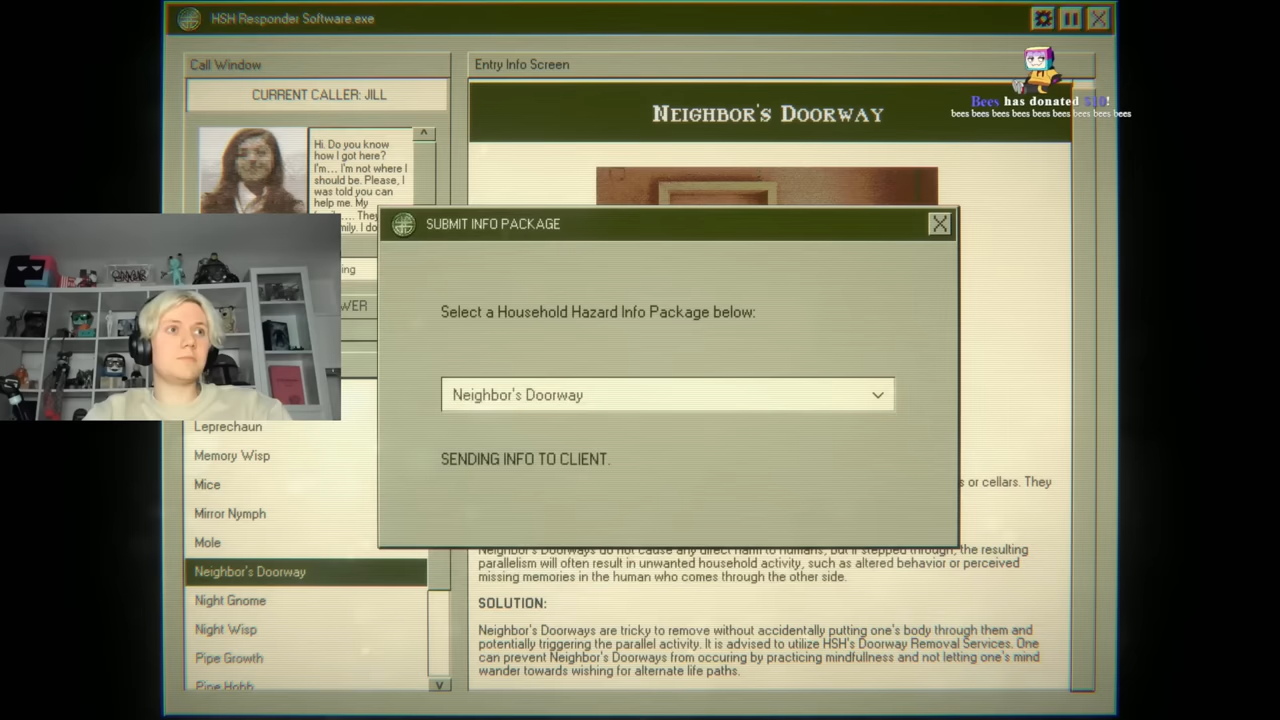 HSH Responder Software.exe
Call Window
CURRENT CALLER: JILL
Hi. Do you know
how I got here?
I'm... I'm not where I
should be. Please, I
was told you can
help me. My
Entry Info Screen
NEIGHBOR'S DOORWAY
Bees has donated $10!
bees bees bees bees bees bees bees bees bees
SUBMIT INFO PACKAGE
Select a Household Hazard Info Package below:
Neighbor's Doorway
SENDING INFO TO CLIENT.
Leprechaun
Memory Wisp
Mice
Mirror Nymph
Mole
Neighbor's Doorway
Night Gnome
Night Wisp
Pipe Growth
Pipe Hobb
s or cellars. They
Neighbor's Doorways do not cause any direct harm to humans, but if stepped through, the resulting
parallelism will often result in unwanted household activity, such as altered behavior or perceived
missing memories in the human who comes through the other side.
SOLUTION:
Neighbor's Doorways are tricky to remove without accidentally putting one's body through them and
potentially triggering the parallel activity. It is advised to utilize HSH's Doorway Removal Services. One
can prevent Neighbor's Doorways from occuring by practicing mindfullness and not letting one's mind
wander towards wishing for alternate life paths.